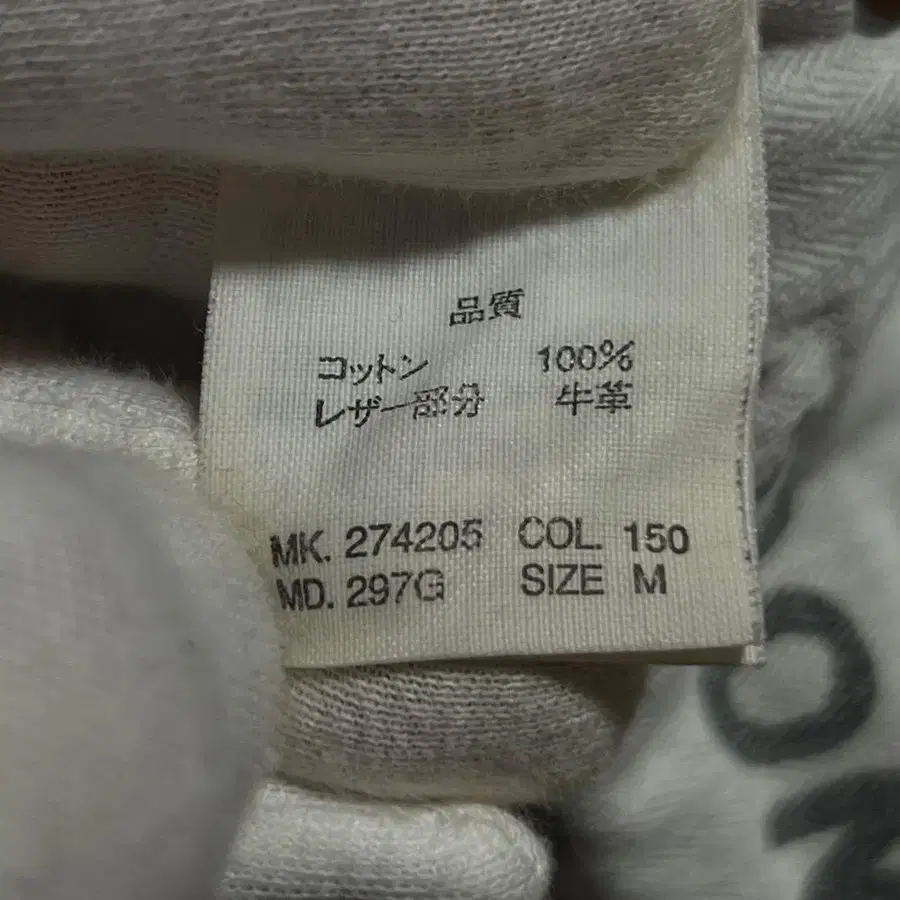 品質
コットン 100%
レザー部分 牛革
MK. 274205 COL. 150
MD. 297G SIZE M